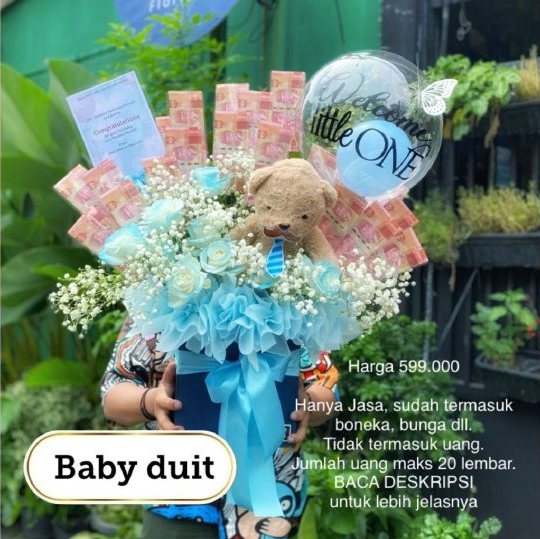 Congratulations
Welcome
little ONE
Harga 599.000
Hanya Jasa, sudah termasuk
boneka, bunga dll.
Tidak termasuk uang.
Jumlah uang maks 20 lembar.
BACA DESKRIPSI
untuk lebih jelasnya
Baby duit